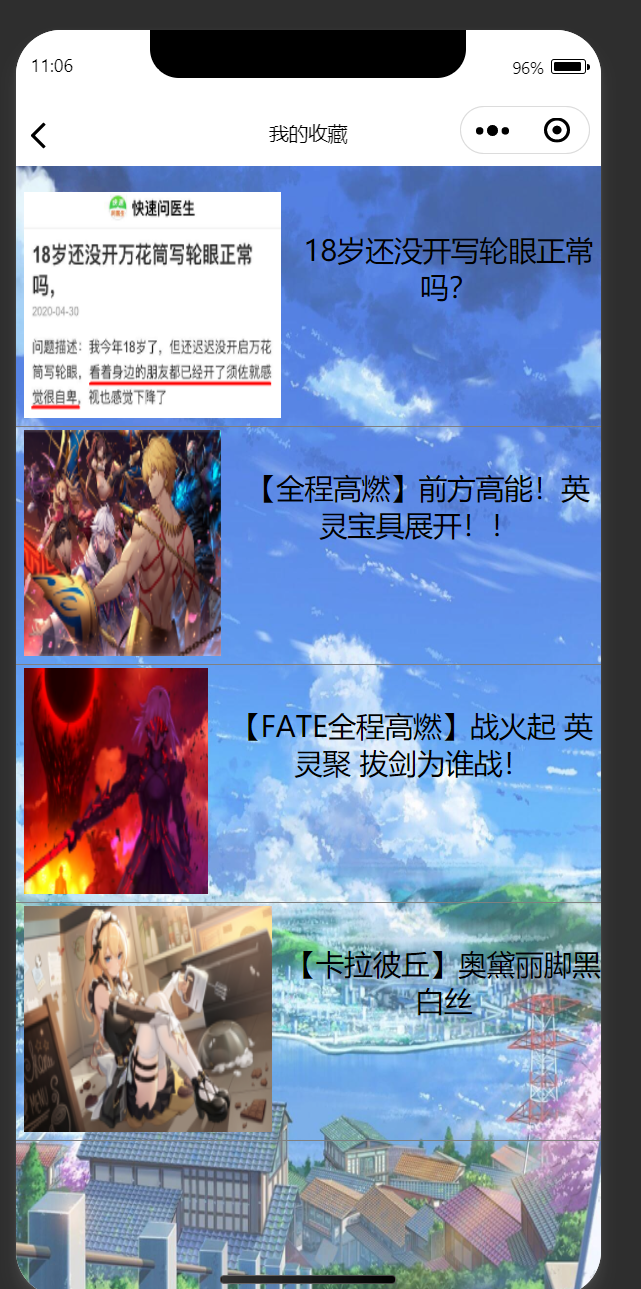 11:06
96%
我的收藏
快速问医生
18岁还没开万花筒写轮眼正常
吗,
2020-04-30
问题描述：我今年18岁了，但还迟迟没开启万花
筒写轮眼，看着身边的朋友都已经开了须佐就感
觉很自卑，视也感觉下降了
18岁还没开写轮眼正常
吗？
【全程高燃】前方高能！英
灵宝具展开！！
【FATE全程高燃】战火起 英
灵聚 拔剑为谁战！
【卡拉彼丘】奥黛丽脚黑
白丝
MENU